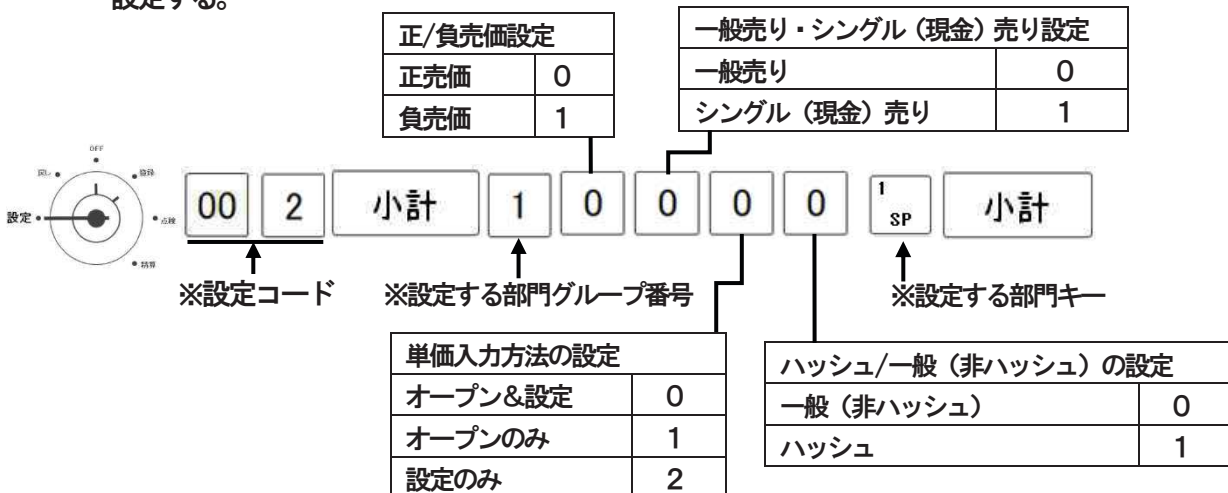 設定する。
正/負売価設定
正売価 0
負売価 1
一般売り・シングル（現金）売り設定
一般売り 0
シングル（現金）売り 1
OFF
戻し 登録
設定 点検
精算
00 2 小計 1 0 0 0 0 1 SP 小計
※設定コード ※設定する部門グループ番号 ※設定する部門キー
単価入力方法の設定
オープン＆設定 0
オープンのみ 1
設定のみ 2
ハッシュ/一般（非ハッシュ）の設定
一般（非ハッシュ） 0
ハッシュ 1